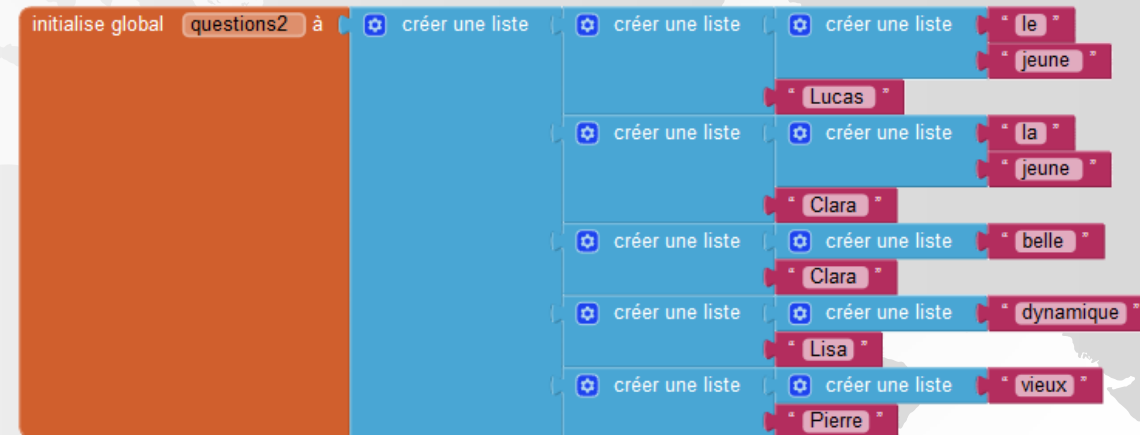 initialise global questions2 à créer une liste créer une liste créer une liste “ le ”
“ jeune ”
“ Lucas ”
créer une liste créer une liste “ la ”
“ jeune ”
“ Clara ”
créer une liste créer une liste “ belle ”
“ Clara ”
créer une liste créer une liste “ dynamique ”
“ Lisa ”
créer une liste créer une liste “ vieux ”
“ Pierre ”